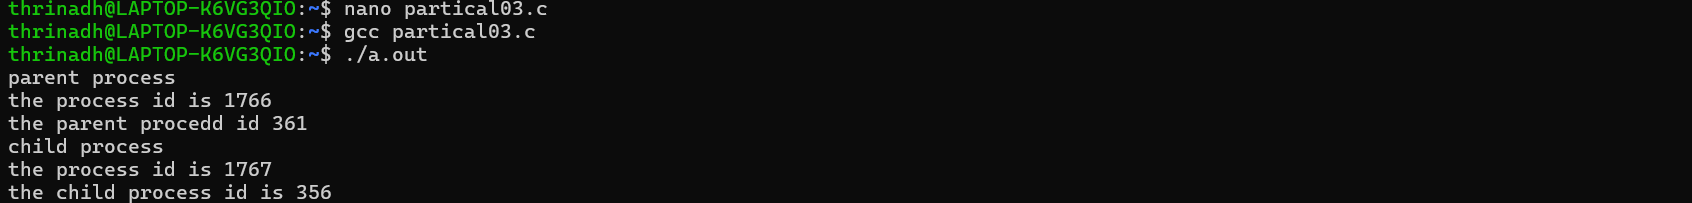 thrinadh@LAPTOP-K6VG3QIO:~$ nano partical03.c
thrinadh@LAPTOP-K6VG3QIO:~$ gcc partical03.c
thrinadh@LAPTOP-K6VG3QIO:~$ ./a.out
parent process
the process id is 1766
the parent procedd id 361
child process
the process id is 1767
the child process id is 356